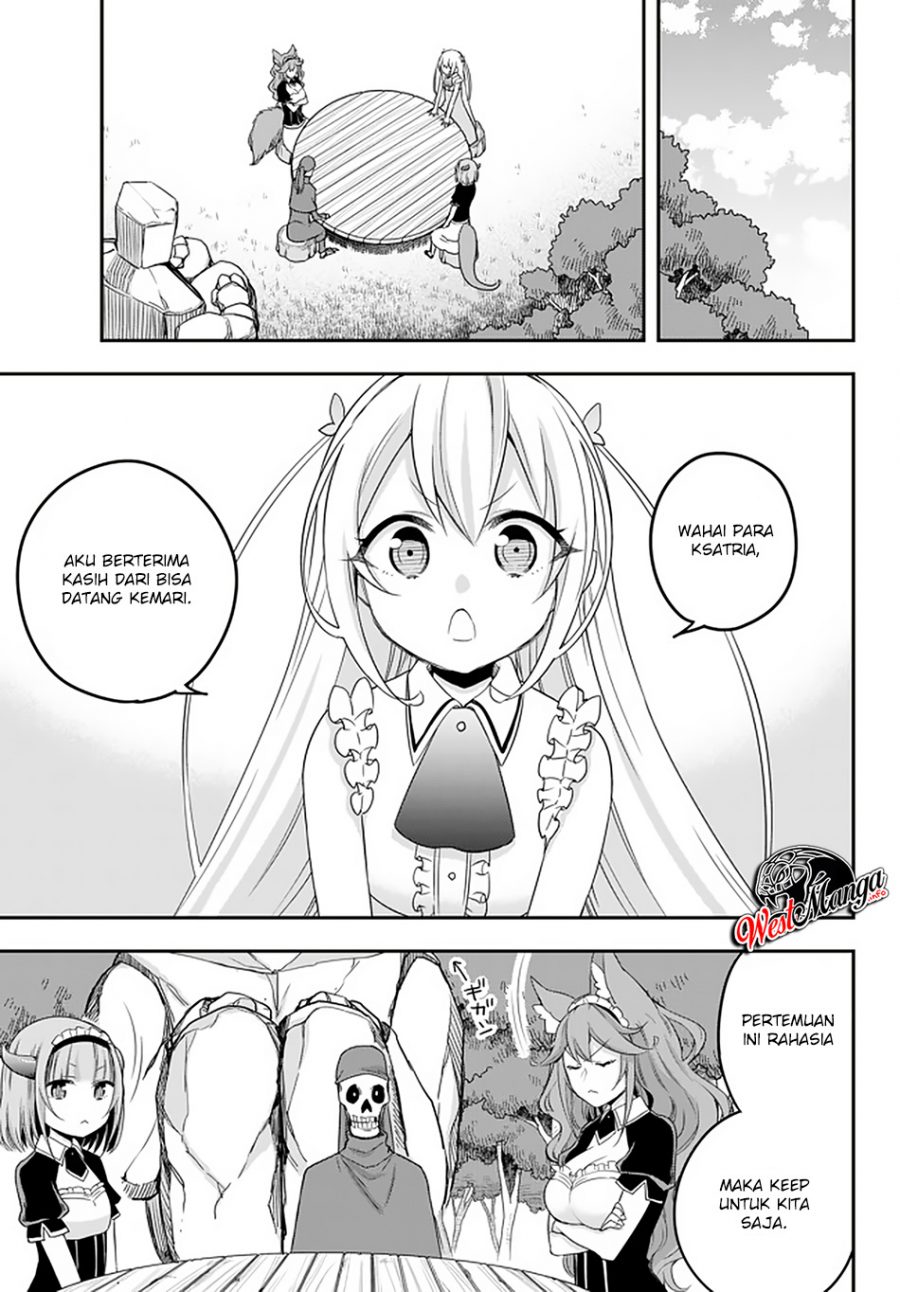 WAHAI PARA
KSATRIA,
AKU BERTERIMA
KASIH DARI BISA
DATANG KEMARI.
WestManga
.info
PERTEMUAN
INI RAHASIA
ギガン
MAKA KEEP
UNTUK KITA
SAJA.